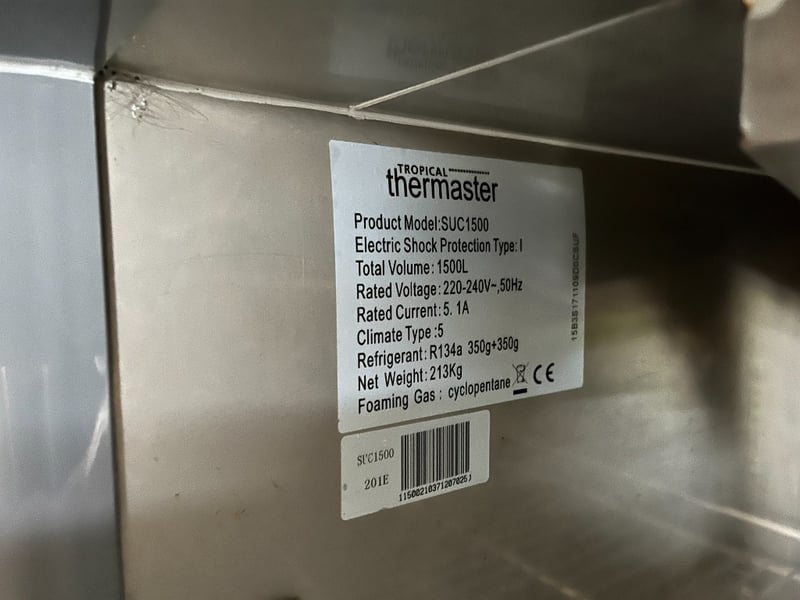 TROPICAL
thermaster
Product Model:SUC1500
Electric Shock Protection Type: I
Total Volume: 1500L
Rated Voltage: 220-240V~,50Hz
Rated Current: 5. 1A
Climate Type :5
Refrigerant: R134a 350g+350g
Net Weight: 213Kg
Foaming Gas : cyclopentane
CE
SUC1500
201E